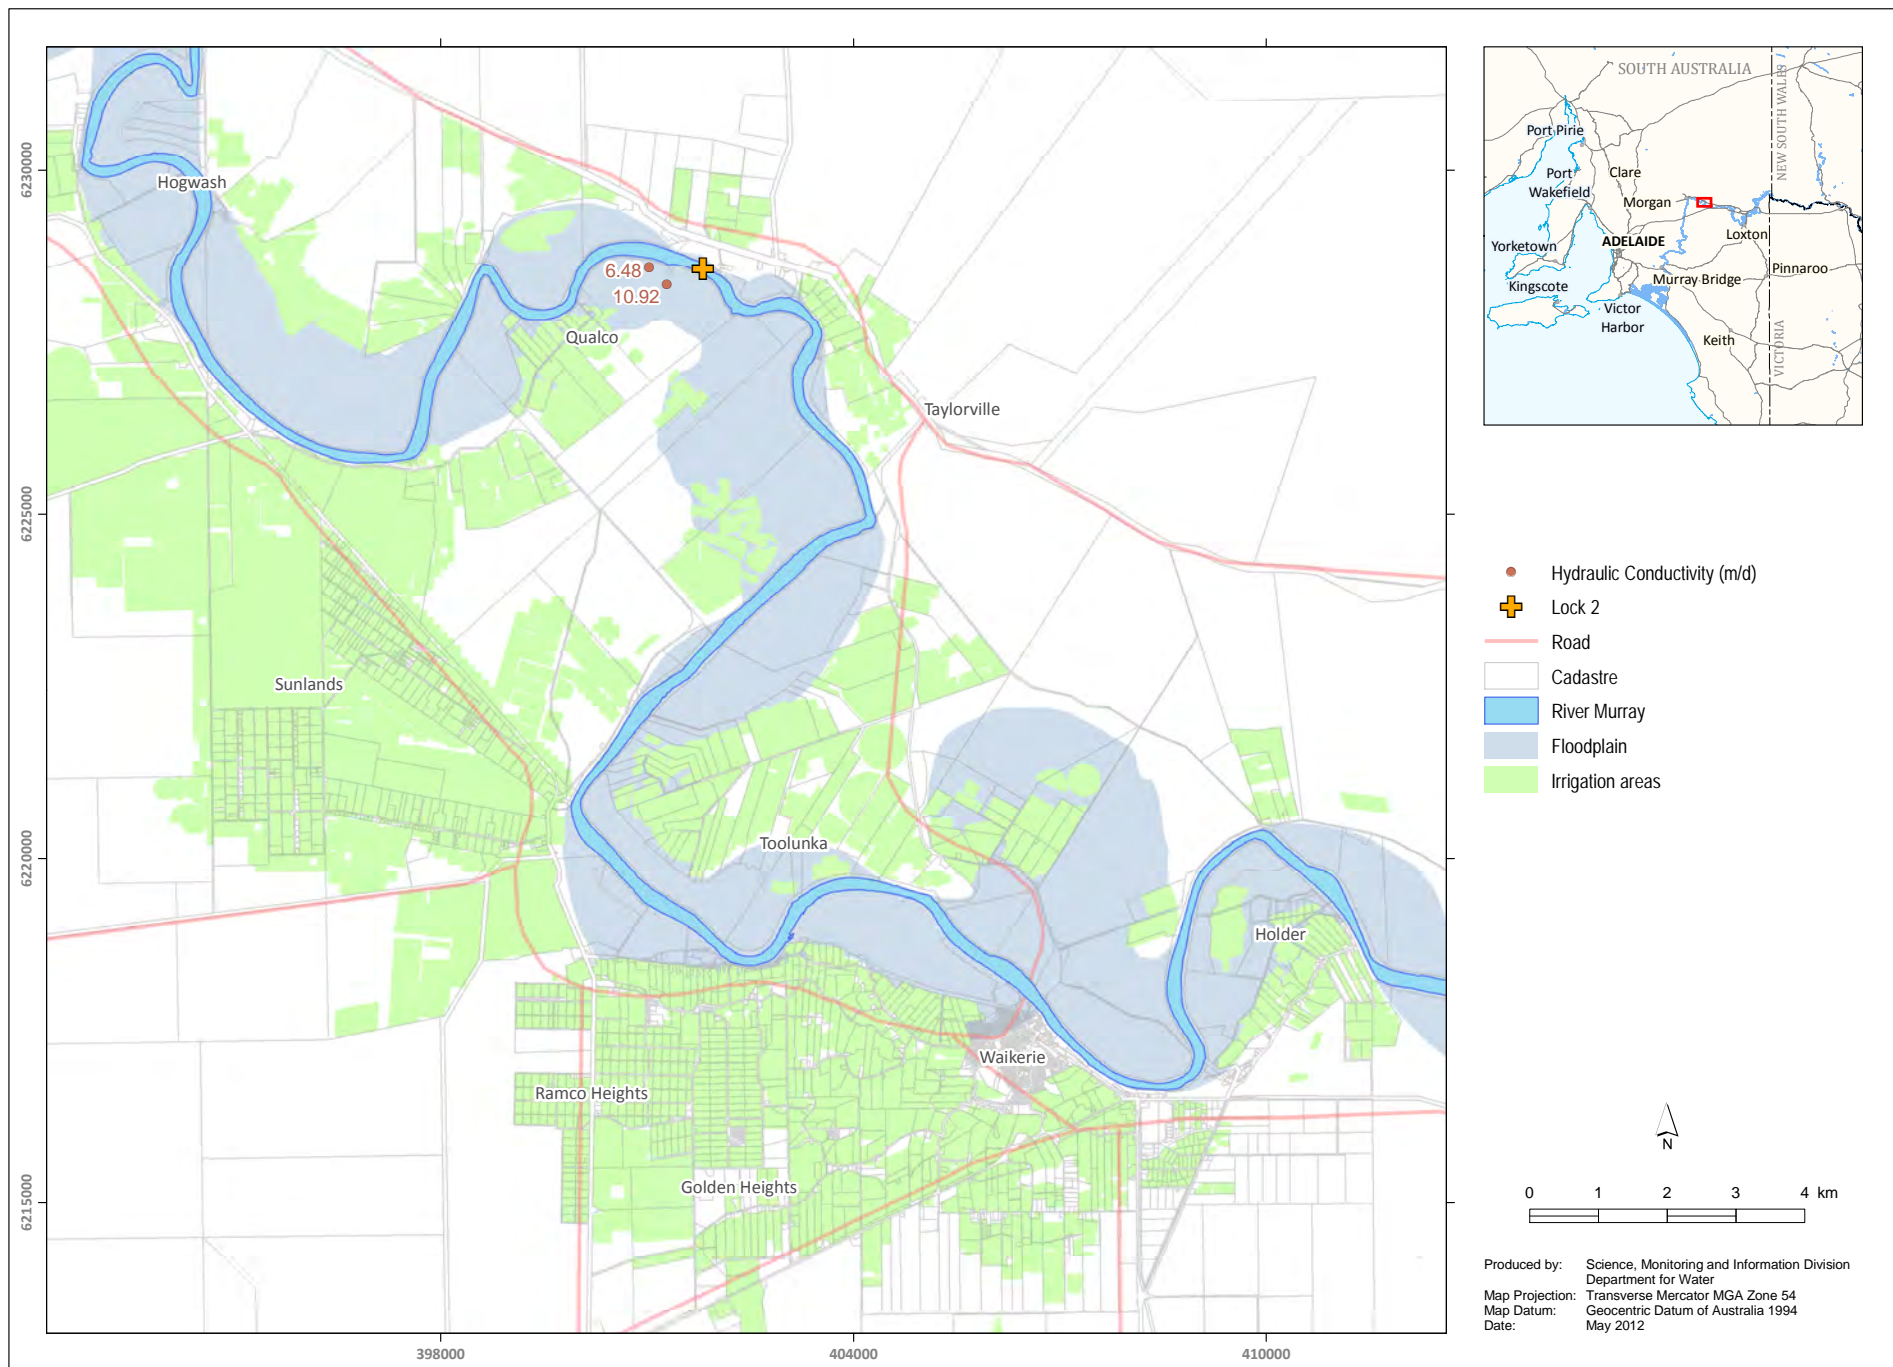 Hogwash
6.48
10.92
Qualco
Taylorville
Sunlands
Toolunka
Holder
Waikerie
Ramco Heights
Golden Heights
6230000
6225000
6220000
6215000
398000
404000
410000
SOUTH AUSTRALIA
NEW SOUTH WALES
VICTORIA
Port Pirie
Port
Wakefield
Clare
Morgan
Loxton
Yorketown
ADELAIDE
Kingscote
Murray Bridge
Pinnaroo
Victor
Harbor
Keith
Hydraulic Conductivity (m/d)
Lock 2
Road
Cadastre
River Murray
Floodplain
Irrigation areas
N
0 1 2 3 4 km
Produced by: Science, Monitoring and Information Division
Department for Water
Map Projection: Transverse Mercator MGA Zone 54
Map Datum: Geocentric Datum of Australia 1994
Date: May 2012